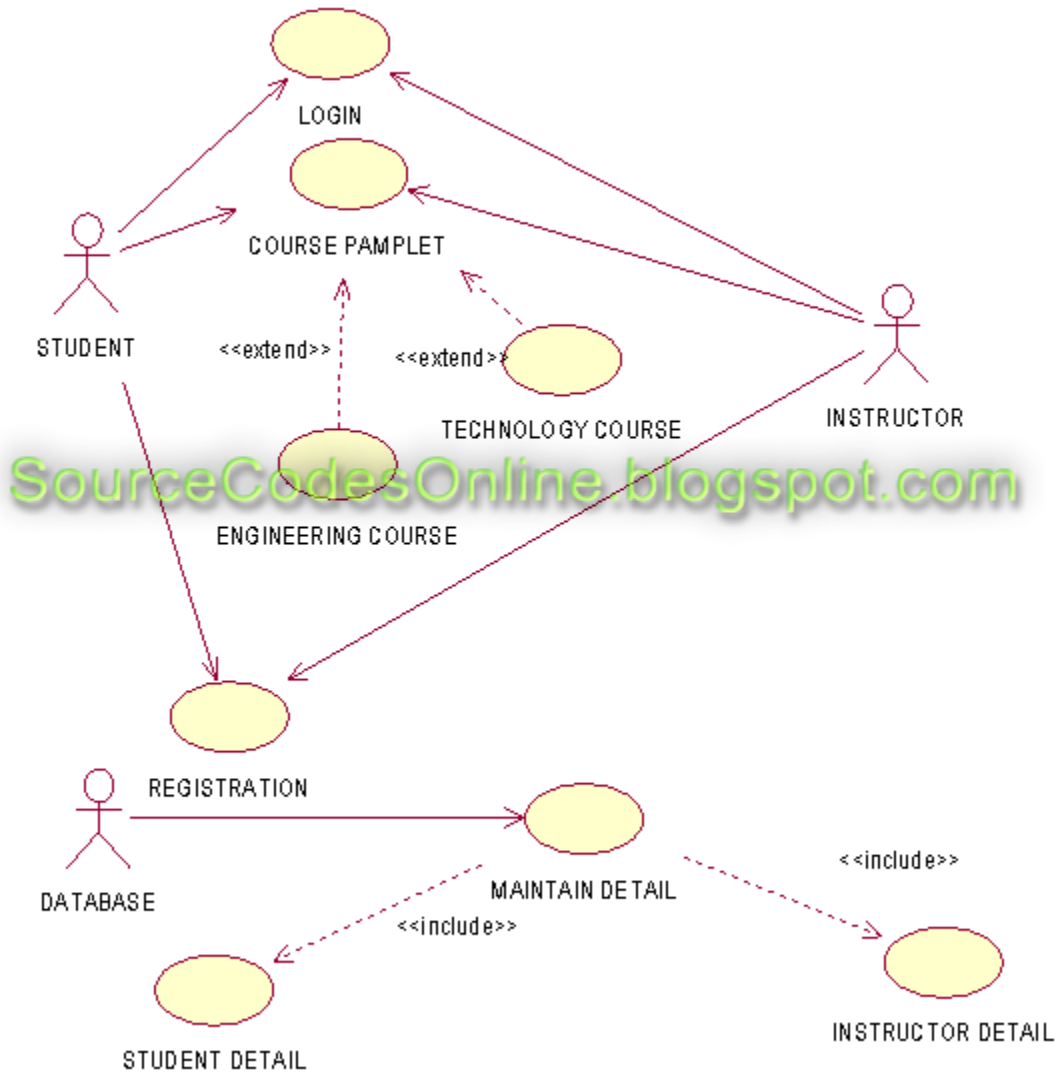 LOGIN
COURSE PAMPLET
STUDENT
<<extend>>
<<extend>>
INSTRUCTOR
TECHNOLOGY COURSE
SourceCodesOnline.blogspot.com
ENGINEERING COURSE
REGISTRATION
DATABASE
MAINTAIN DETAIL
<<include>>
<<include>>
STUDENT DETAIL
INSTRUCTOR DETAIL